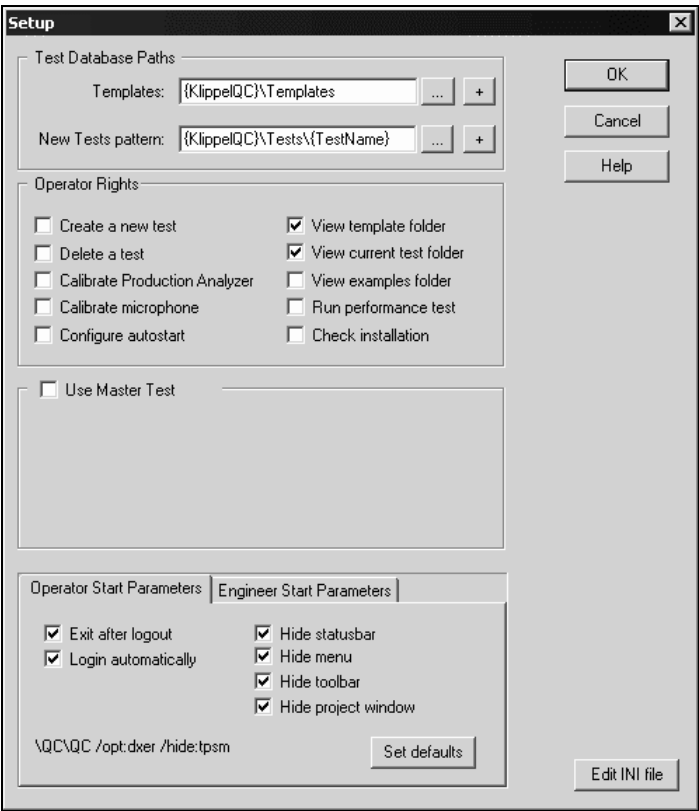 Setup
Test Database Paths
Templates: {KlippelQC}\Templates ... +
New Tests pattern: {KlippelQC}\Tests\{TestName} ... +
OK
Cancel
Help
Operator Rights
Create a new test
Delete a test
Calibrate Production Analyzer
Calibrate microphone
Configure autostart
View template folder
View current test folder
View examples folder
Run performance test
Check installation
Use Master Test
Operator Start Parameters
Engineer Start Parameters
Exit after logout
Login automatically
Hide statusbar
Hide menu
Hide toolbar
Hide project window
\QC\QC /opt:dxer /hide:tpsm
Set defaults
Edit INI file